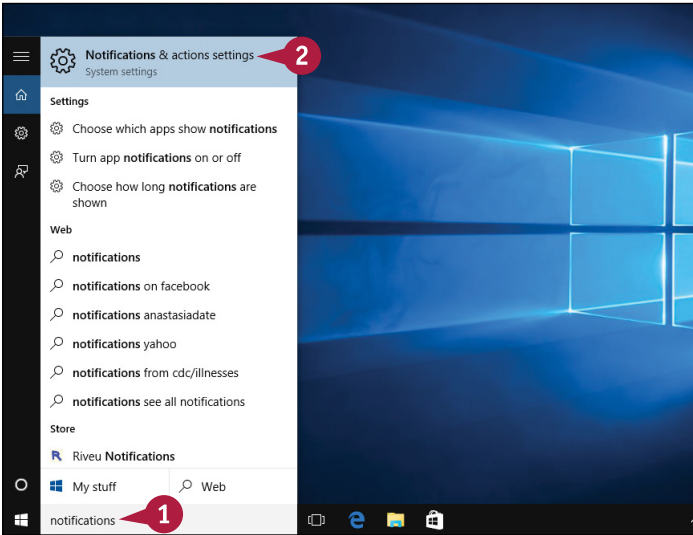 Notifications & actions settings
2
System settings
Settings
Choose which apps show notifications
Turn app notifications on or off
Choose how long notifications are
shown
Web
notifications
notifications on facebook
notifications anastasiadate
notifications yahoo
notifications from cdc/illnesses
notifications see all notifications
Store
R Riveu Notifications
My stuff
Web
notifications
1